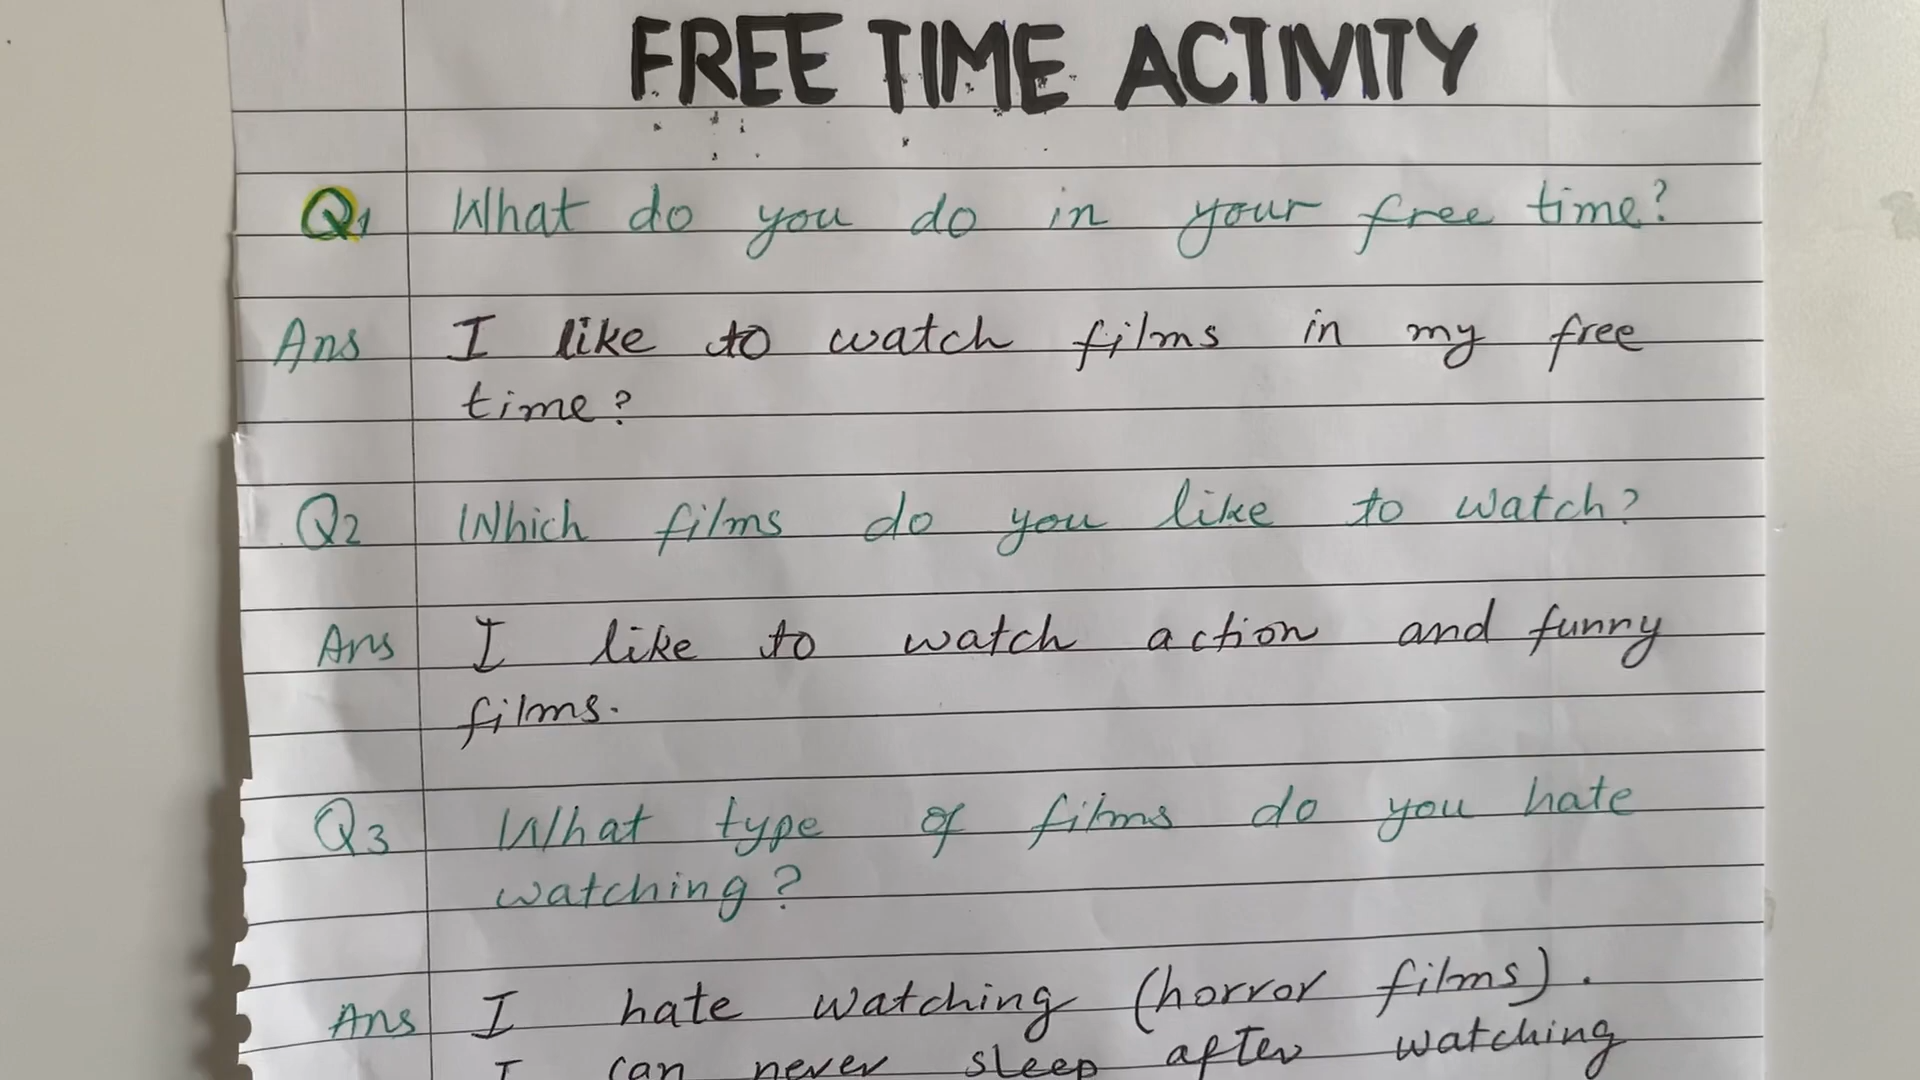 FREE TIME ACTIVITY
Q1 What do you do in your free time?
Ans I like to watch films in my free
time?
Q2 Which films do you like to watch?
Ans I like to watch action and funny
films.
Q3 What type of films do you hate
watching?
Ans I hate watching (horror films).
I can never sleep after watching